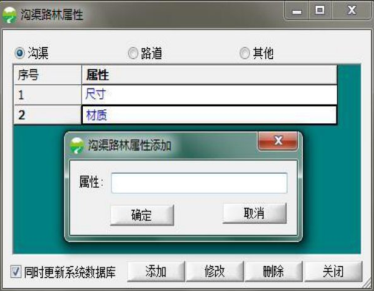 沟渠路林属性
沟渠 路道 其他
序号 属性
1 尺寸
2 材质
沟渠路林属性添加
属性:
确定 取消
同时更新系统数据库 添加 修改 删除 关闭